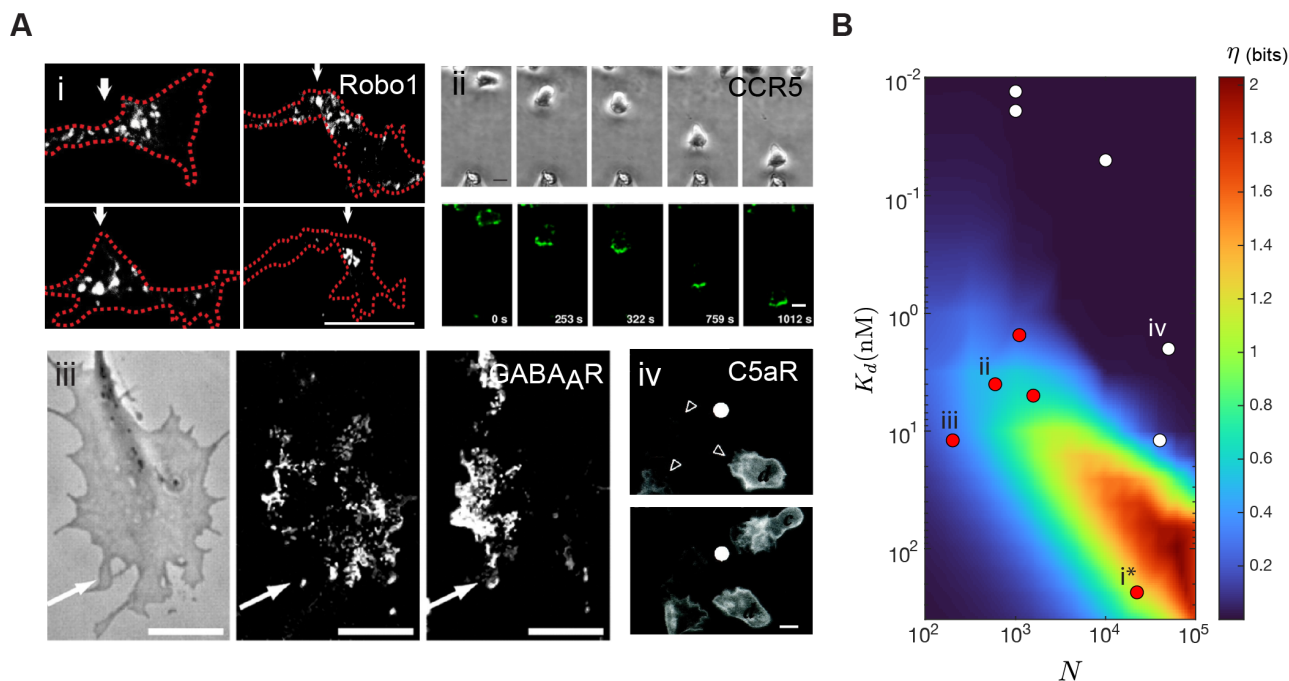 A
B
i
Robo1
ii
CCR5
0 s
253 s
322 s
759 s
1012 s
iii
GABAAR
iv
C5aR
η (bits)
10-2
10-1
100
101
102
Kd(nM)
iv
ii
iii
i*
102
103
104
105
N
2
1.8
1.6
1.4
1.2
1
0.8
0.6
0.4
0.2